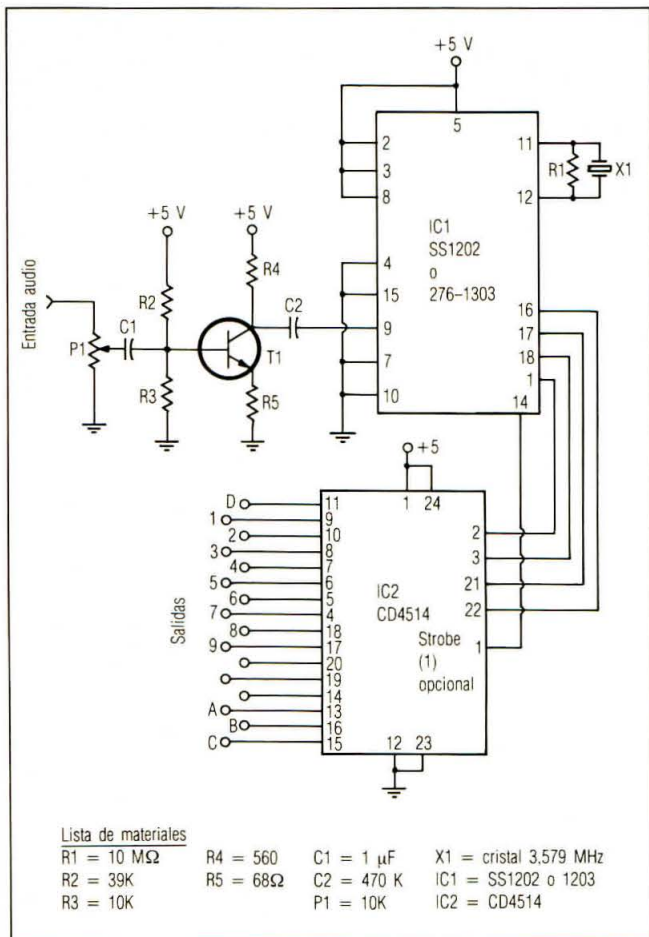 +5 V
5
2
3
8
11
12
R1
X1
IC1
SS1202
o
276-1303
4
15
9
7
10
16
17
18
1
14
+5 V
+5 V
Entrada audio
P1
C1
R2
R3
R4
T1
R5
C2
+5
1
24
D
11
1
9
2
10
3
8
4
7
5
6
6
5
7
4
8
18
9
17
20
19
14
A
13
B
16
C
15
Salidas
IC2
CD4514
Strobe
(1)
opcional
2
3
21
22
1
12
23
Lista de materiales
R1 = 10 MΩ R4 = 560 C1 = 1 µF X1 = cristal 3,579 MHz
R2 = 39K R5 = 68Ω C2 = 470 K IC1 = SS1202 o 1203
R3 = 10K P1 = 10K IC2 = CD4514